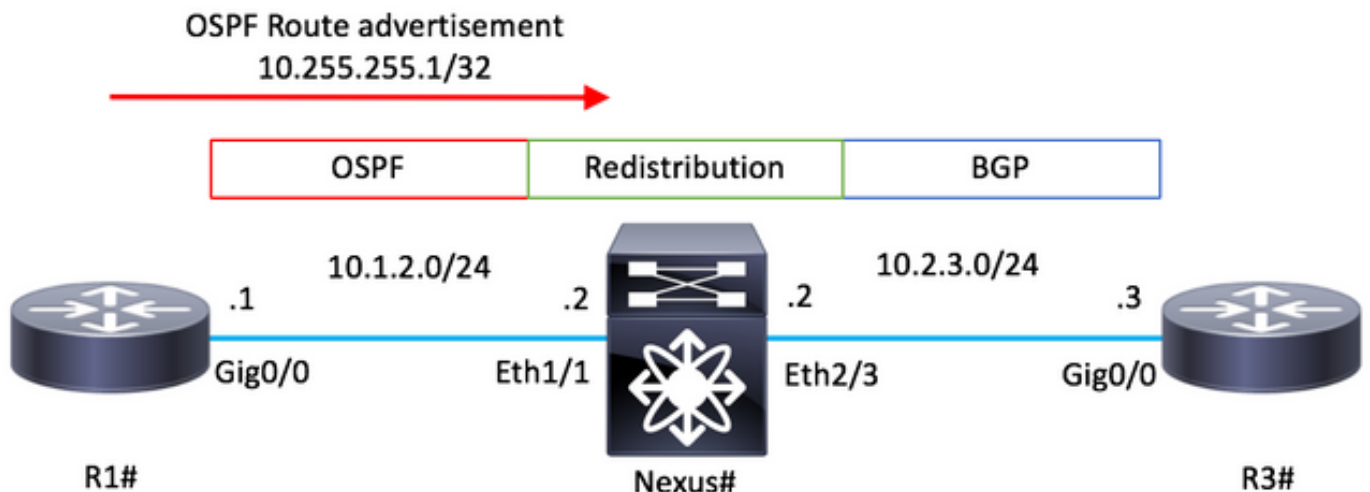 OSPF Route advertisement
10.255.255.1/32
OSPF
Redistribution
BGP
10.1.2.0/24
10.2.3.0/24
.1
.2
.2
.3
Gig0/0
Eth1/1
Eth2/3
Gig0/0
R1#
Nexus#
R3#